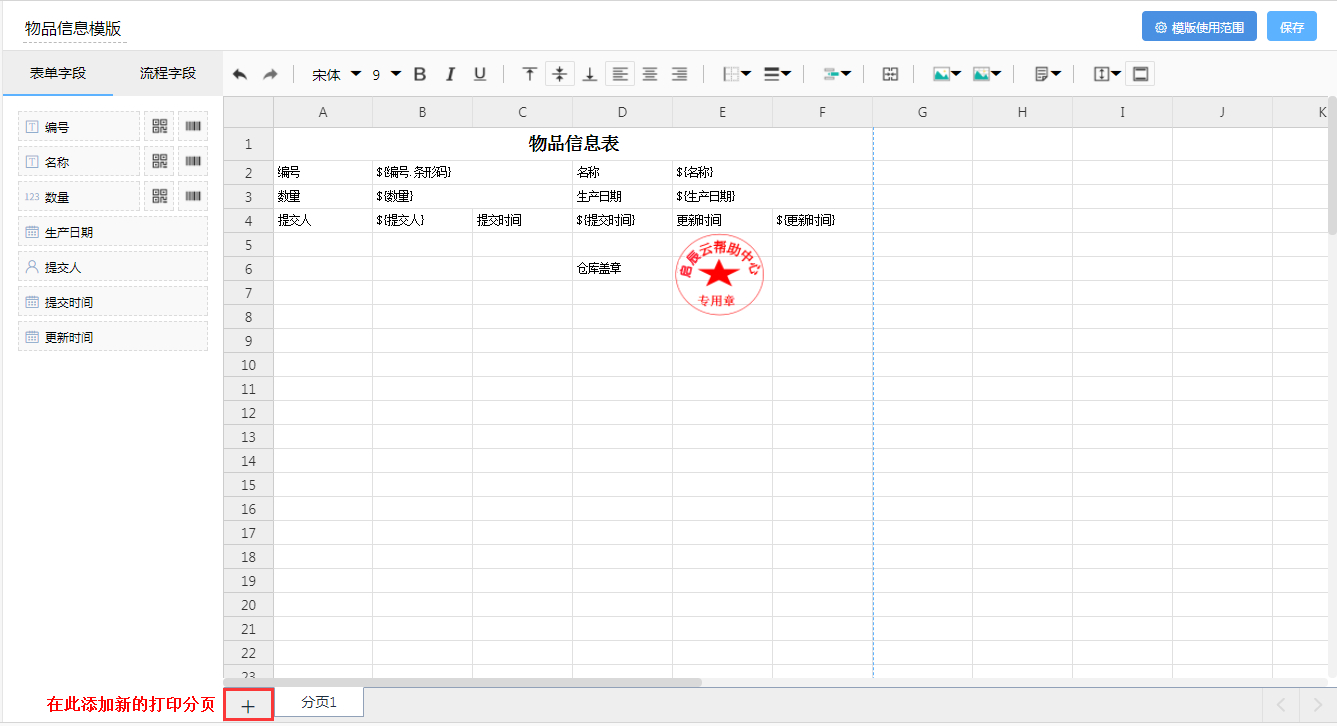 物品信息模版
模版使用范围 保存
表单字段 流程字段 宋体 9 B I U
编号
名称
123 数量
生产日期
提交人
提交时间
更新时间
A B C D E F G H I J K
1 物品信息表
2 编号 ${编号.条形码} 名称 ${名称}
3 数量 ${数量} 生产日期 ${生产日期}
4 提交人 ${提交人} 提交时间 ${提交时间} 更新时间 ${更新时间}
5
6 仓库盖章
启辰云帮助中心
专用章
7
8
9
10
11
12
13
14
15
16
17
18
19
20
21
22
23
在此添加新的打印分页 + 分页1